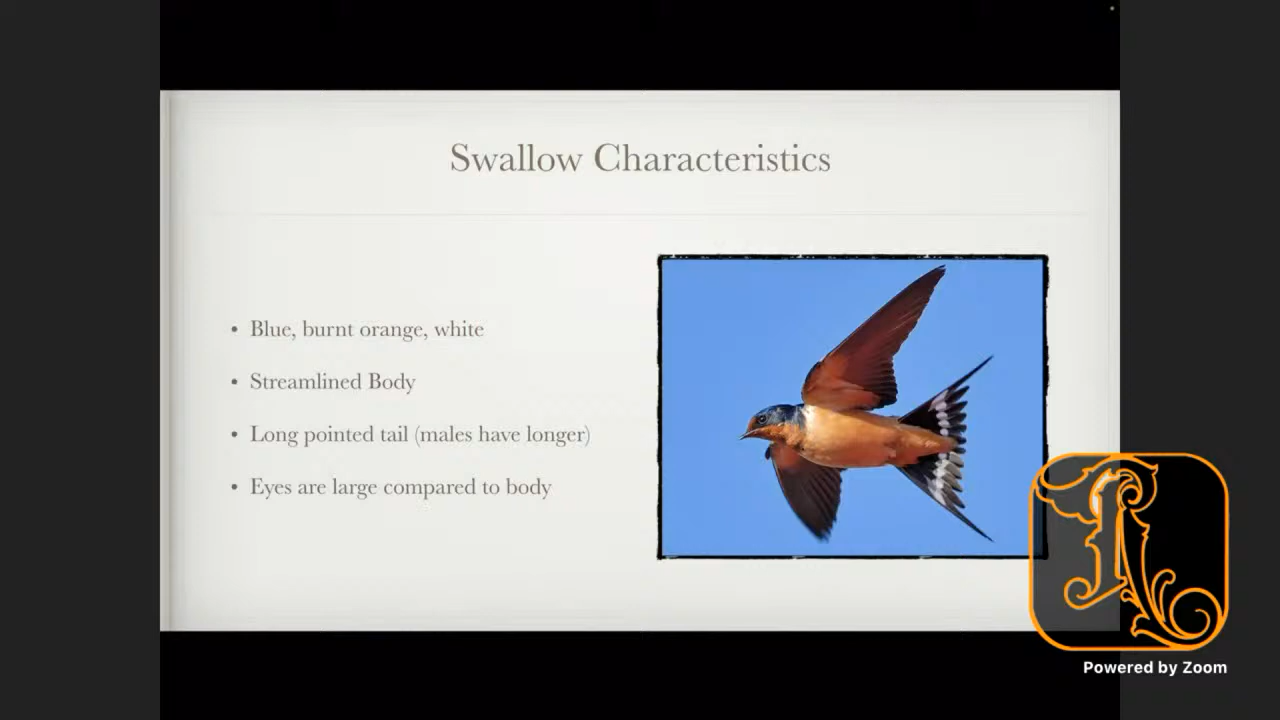 Swallow Characteristics
• Blue, burnt orange, white
• Streamlined Body
• Long pointed tail (males have longer)
• Eyes are large compared to body
Powered by Zoom